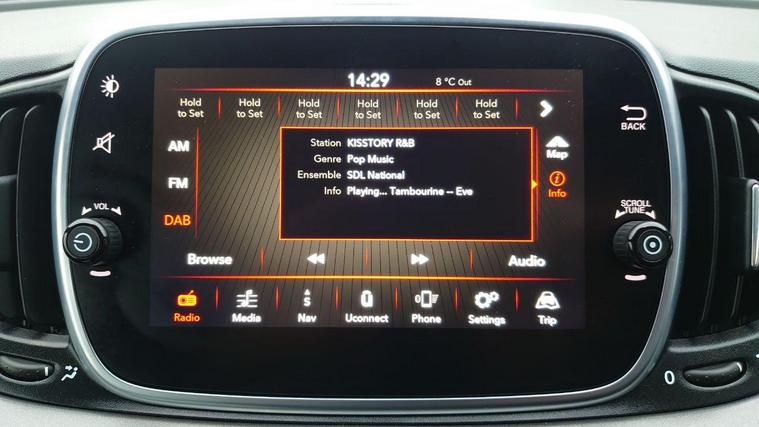 14:29 8 °C Out
Hold to Set Hold to Set Hold to Set Hold to Set Hold to Set Hold to Set
AM
FM
DAB
Station KISSTORY R&B
Genre Pop Music
Ensemble SDL National
Info Playing... Tambourine -- Eve
Map
Info
Browse Audio
Radio Media Nav Uconnect Phone Settings Trip
VOL
BACK
SCROLL
TUNE
0